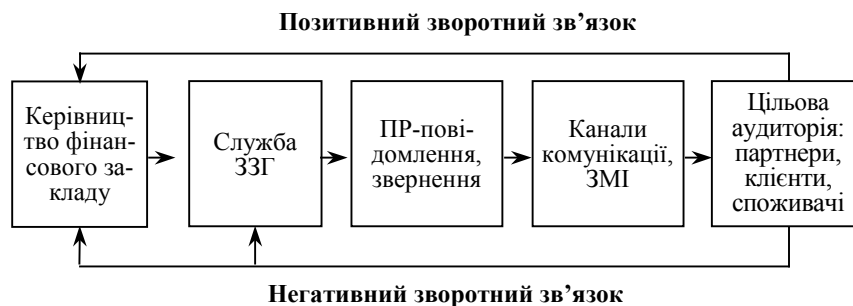 Позитивний зворотний зв’язок
Керівниц-
тво фінан-
сового за-
кладу
Служба
ЗЗГ
ПР-пові-
домлення,
звернення
Канали
комунікації,
ЗМІ
Цільова
аудиторія:
партнери,
клієнти,
споживачі
Негативний зворотний зв’язок